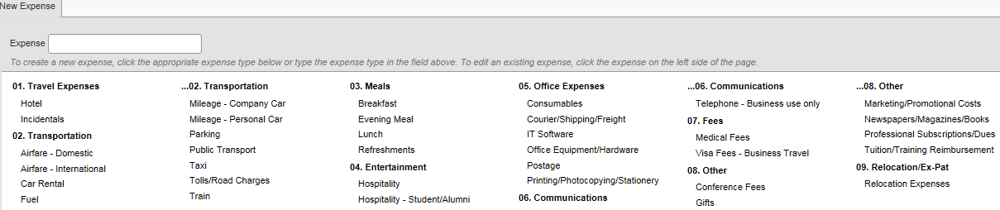 New Expense
Expense
To create a new expense, click the appropriate expense type below or type the expense type in the field above. To edit an existing expense, click the expense on the left side of the page.
01. Travel Expenses
Hotel
Incidentals
02. Transportation
Airfare - Domestic
Airfare - International
Car Rental
Fuel
...02. Transportation
Mileage - Company Car
Mileage - Personal Car
Parking
Public Transport
Taxi
Tolls/Road Charges
Train
03. Meals
Breakfast
Evening Meal
Lunch
Refreshments
04. Entertainment
Hospitality
Hospitality - Student/Alumni
05. Office Expenses
Consumables
Courier/Shipping/Freight
IT Software
Office Equipment/Hardware
Postage
Printing/Photocopying/Stationery
06. Communications
...06. Communications
Telephone - Business use only
07. Fees
Medical Fees
Visa Fees - Business Travel
08. Other
Conference Fees
Gifts
...08. Other
Marketing/Promotional Costs
Newspapers/Magazines/Books
Professional Subscriptions/Dues
Tuition/Training Reimbursement
09. Relocation/Ex-Pat
Relocation Expenses